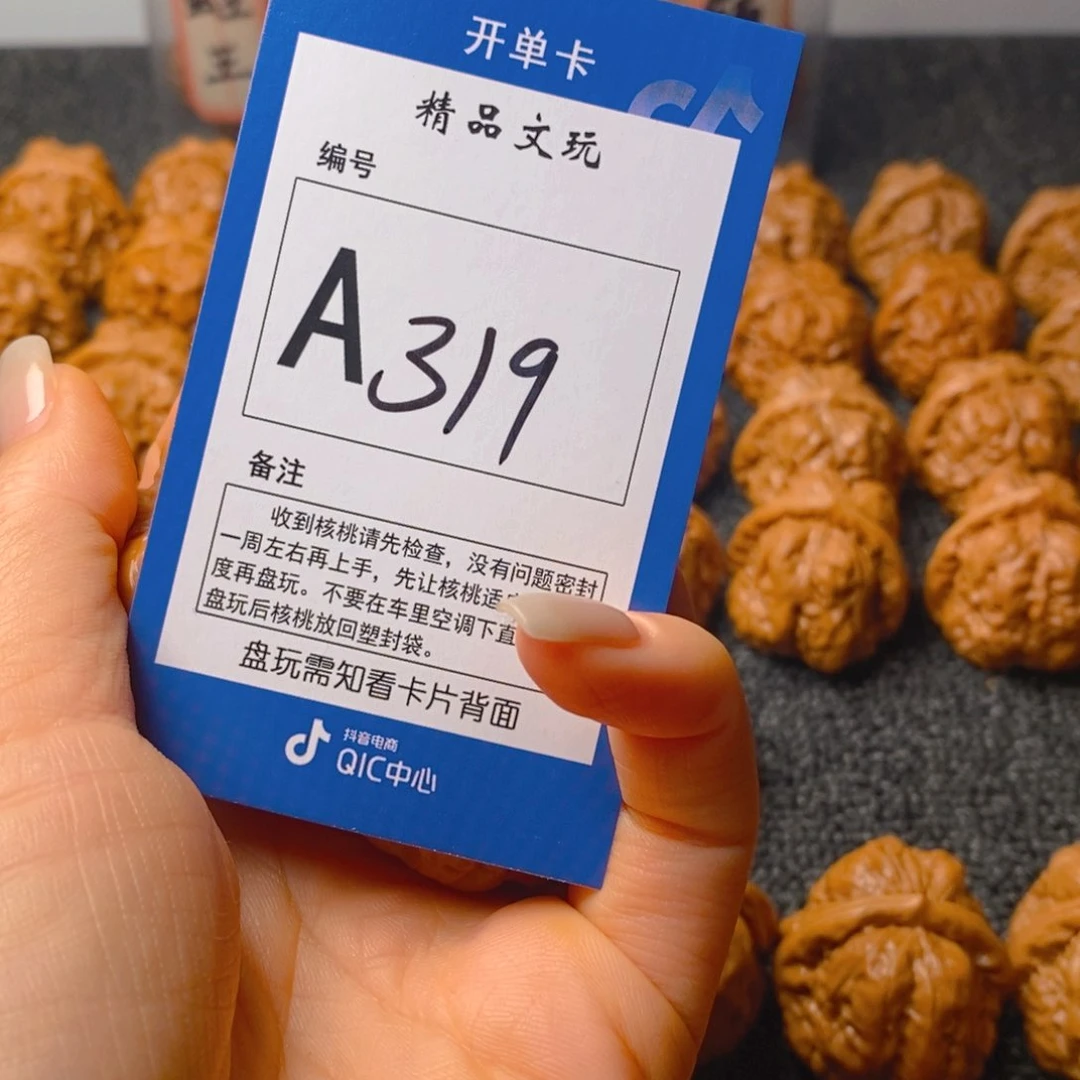 王
开单卡
精品文玩
编号
A319
备注
收到核桃请先检查，没有问题密封
一周左右再上手，先让核桃适
度再盘玩。不要在车里空调下直
盘玩后核桃放回塑封袋。
盘玩需知看卡片背面
抖音电商
QIC中心